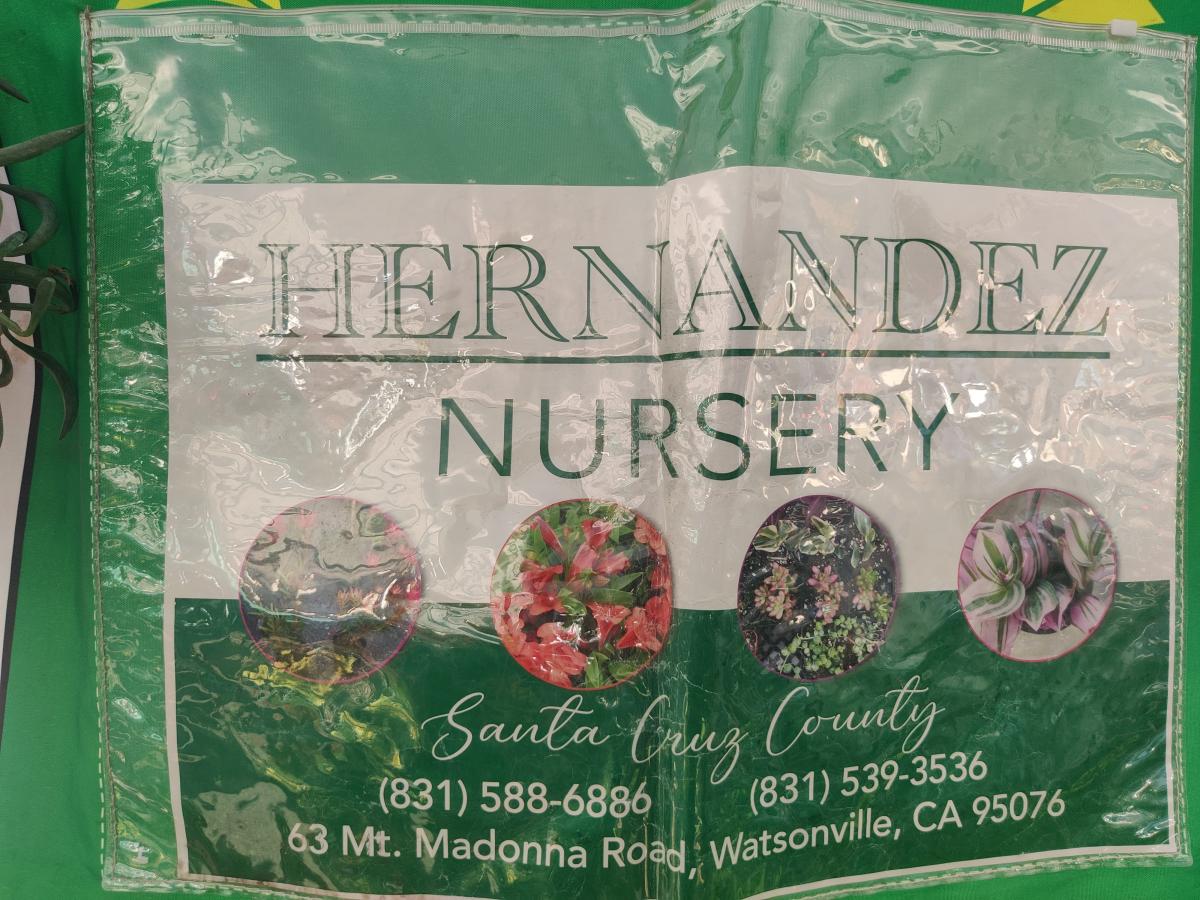 HERNANDEZ
NURSERY
Santa Cruz County
(831) 588-6886 (831) 539-3536
63 Mt. Madonna Road, Watsonville, CA 95076